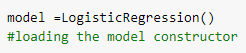 model =LogisticRegression()
#loading the model constructor